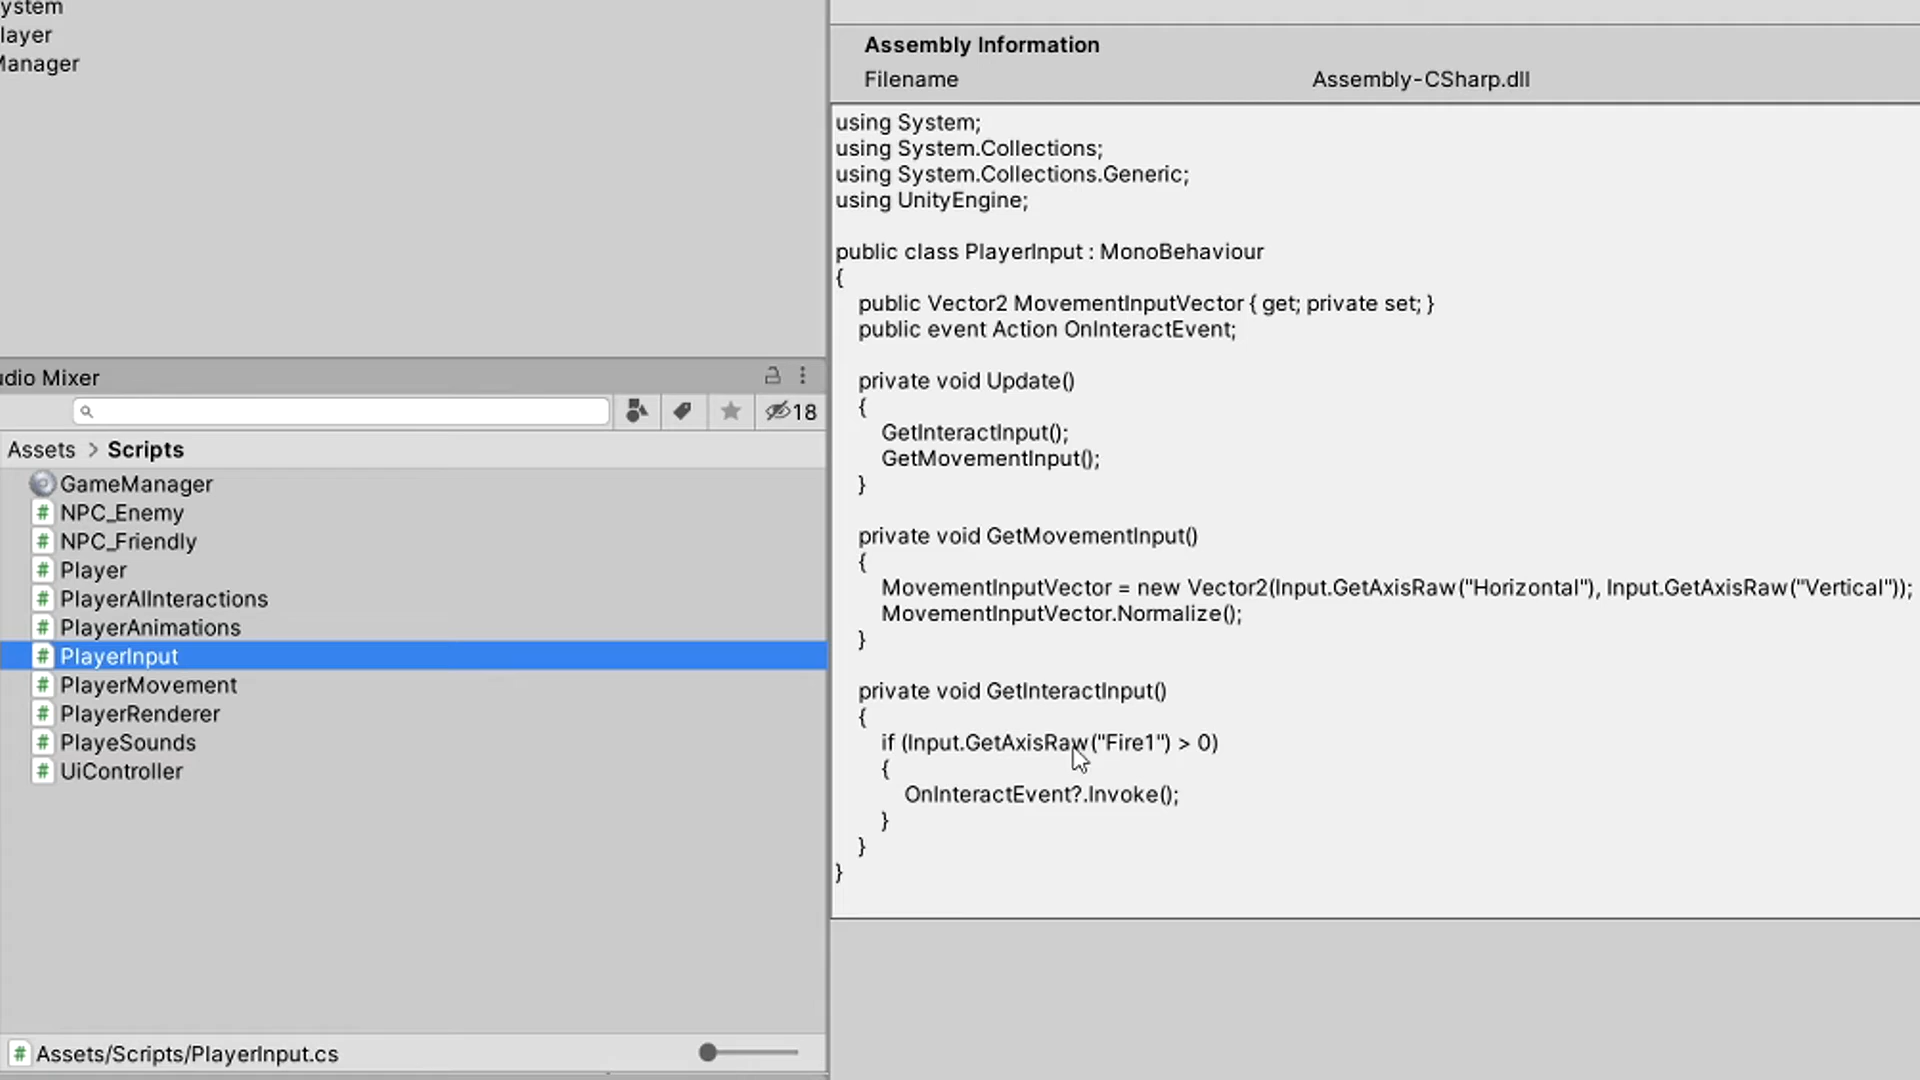 ystem
layer
Manager
udio Mixer
18
Assets > Scripts
GameManager
NPC_Enemy
NPC_Friendly
Player
PlayerAIInteractions
PlayerAnimations
PlayerInput
PlayerMovement
PlayerRenderer
PlayeSounds
UiController
Assets/Scripts/PlayerInput.cs
Assembly Information
Filename Assembly-CSharp.dll
using System;
using System.Collections;
using System.Collections.Generic;
using UnityEngine;
public class PlayerInput : MonoBehaviour
{
public Vector2 MovementInputVector { get; private set; }
public event Action OnInteractEvent;
private void Update()
{
GetInteractInput();
GetMovementInput();
}
private void GetMovementInput()
{
MovementInputVector = new Vector2(Input.GetAxisRaw("Horizontal"), Input.GetAxisRaw("Vertical"));
MovementInputVector.Normalize();
}
private void GetInteractInput()
{
if (Input.GetAxisRaw("Fire1") > 0)
{
OnInteractEvent?.Invoke();
}
}
}